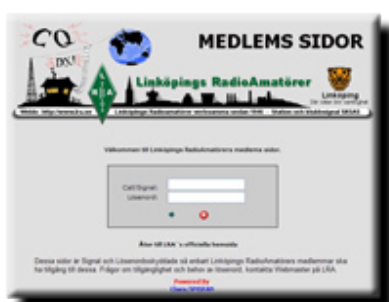 CQ
DX!!
MEDLEMS SIDOR
LRA
Linköpings RadioAmatörer
Linköping
Välkommen till Linköpings RadioAmatörers medlems sidor.
Call/Signal:
Lösenord:
Åter till LRA´s officiella hemsida
Dessa sidor är Signal och Lösenordsskyddade så enbart Linköpings RadioAmatörers medlemmar ska
ha tillgång till dessa. Frågor om tillgänglighet och behov av lösenord, kontakta Webmaster på LRA.
Powered By